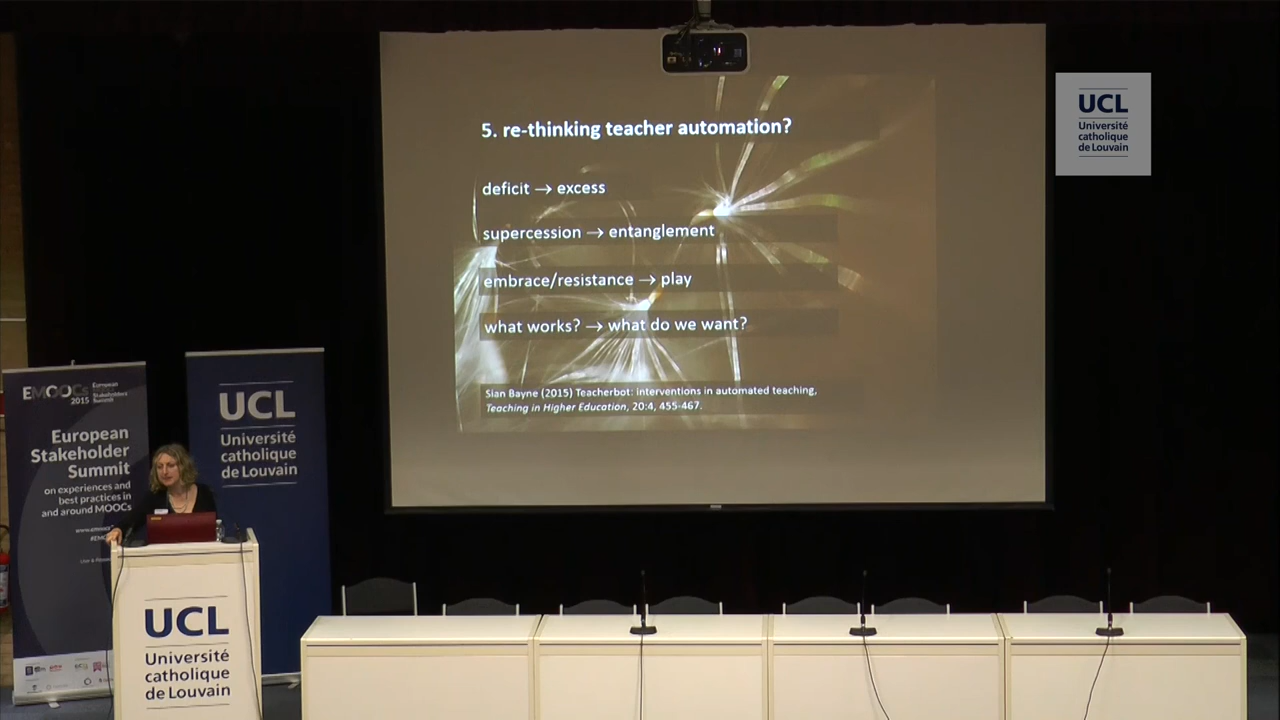 5. re-thinking teacher automation?
deficit → excess
supercession → entanglement
embrace/resistance → play
what works? → what do we want?
Sian Bayne (2015) Teacherbot: interventions in automated teaching,
Teaching in Higher Education, 20:4, 455-467.
UCL
Université
catholique
de Louvain
EMOOCs
2015
European
Stakeholders
Summit
European
Stakeholder
Summit
on experiences and
best practices in
and around MOOCs
UCL
Université
catholique
de Louvain
UCL
Université
catholique
de Louvain